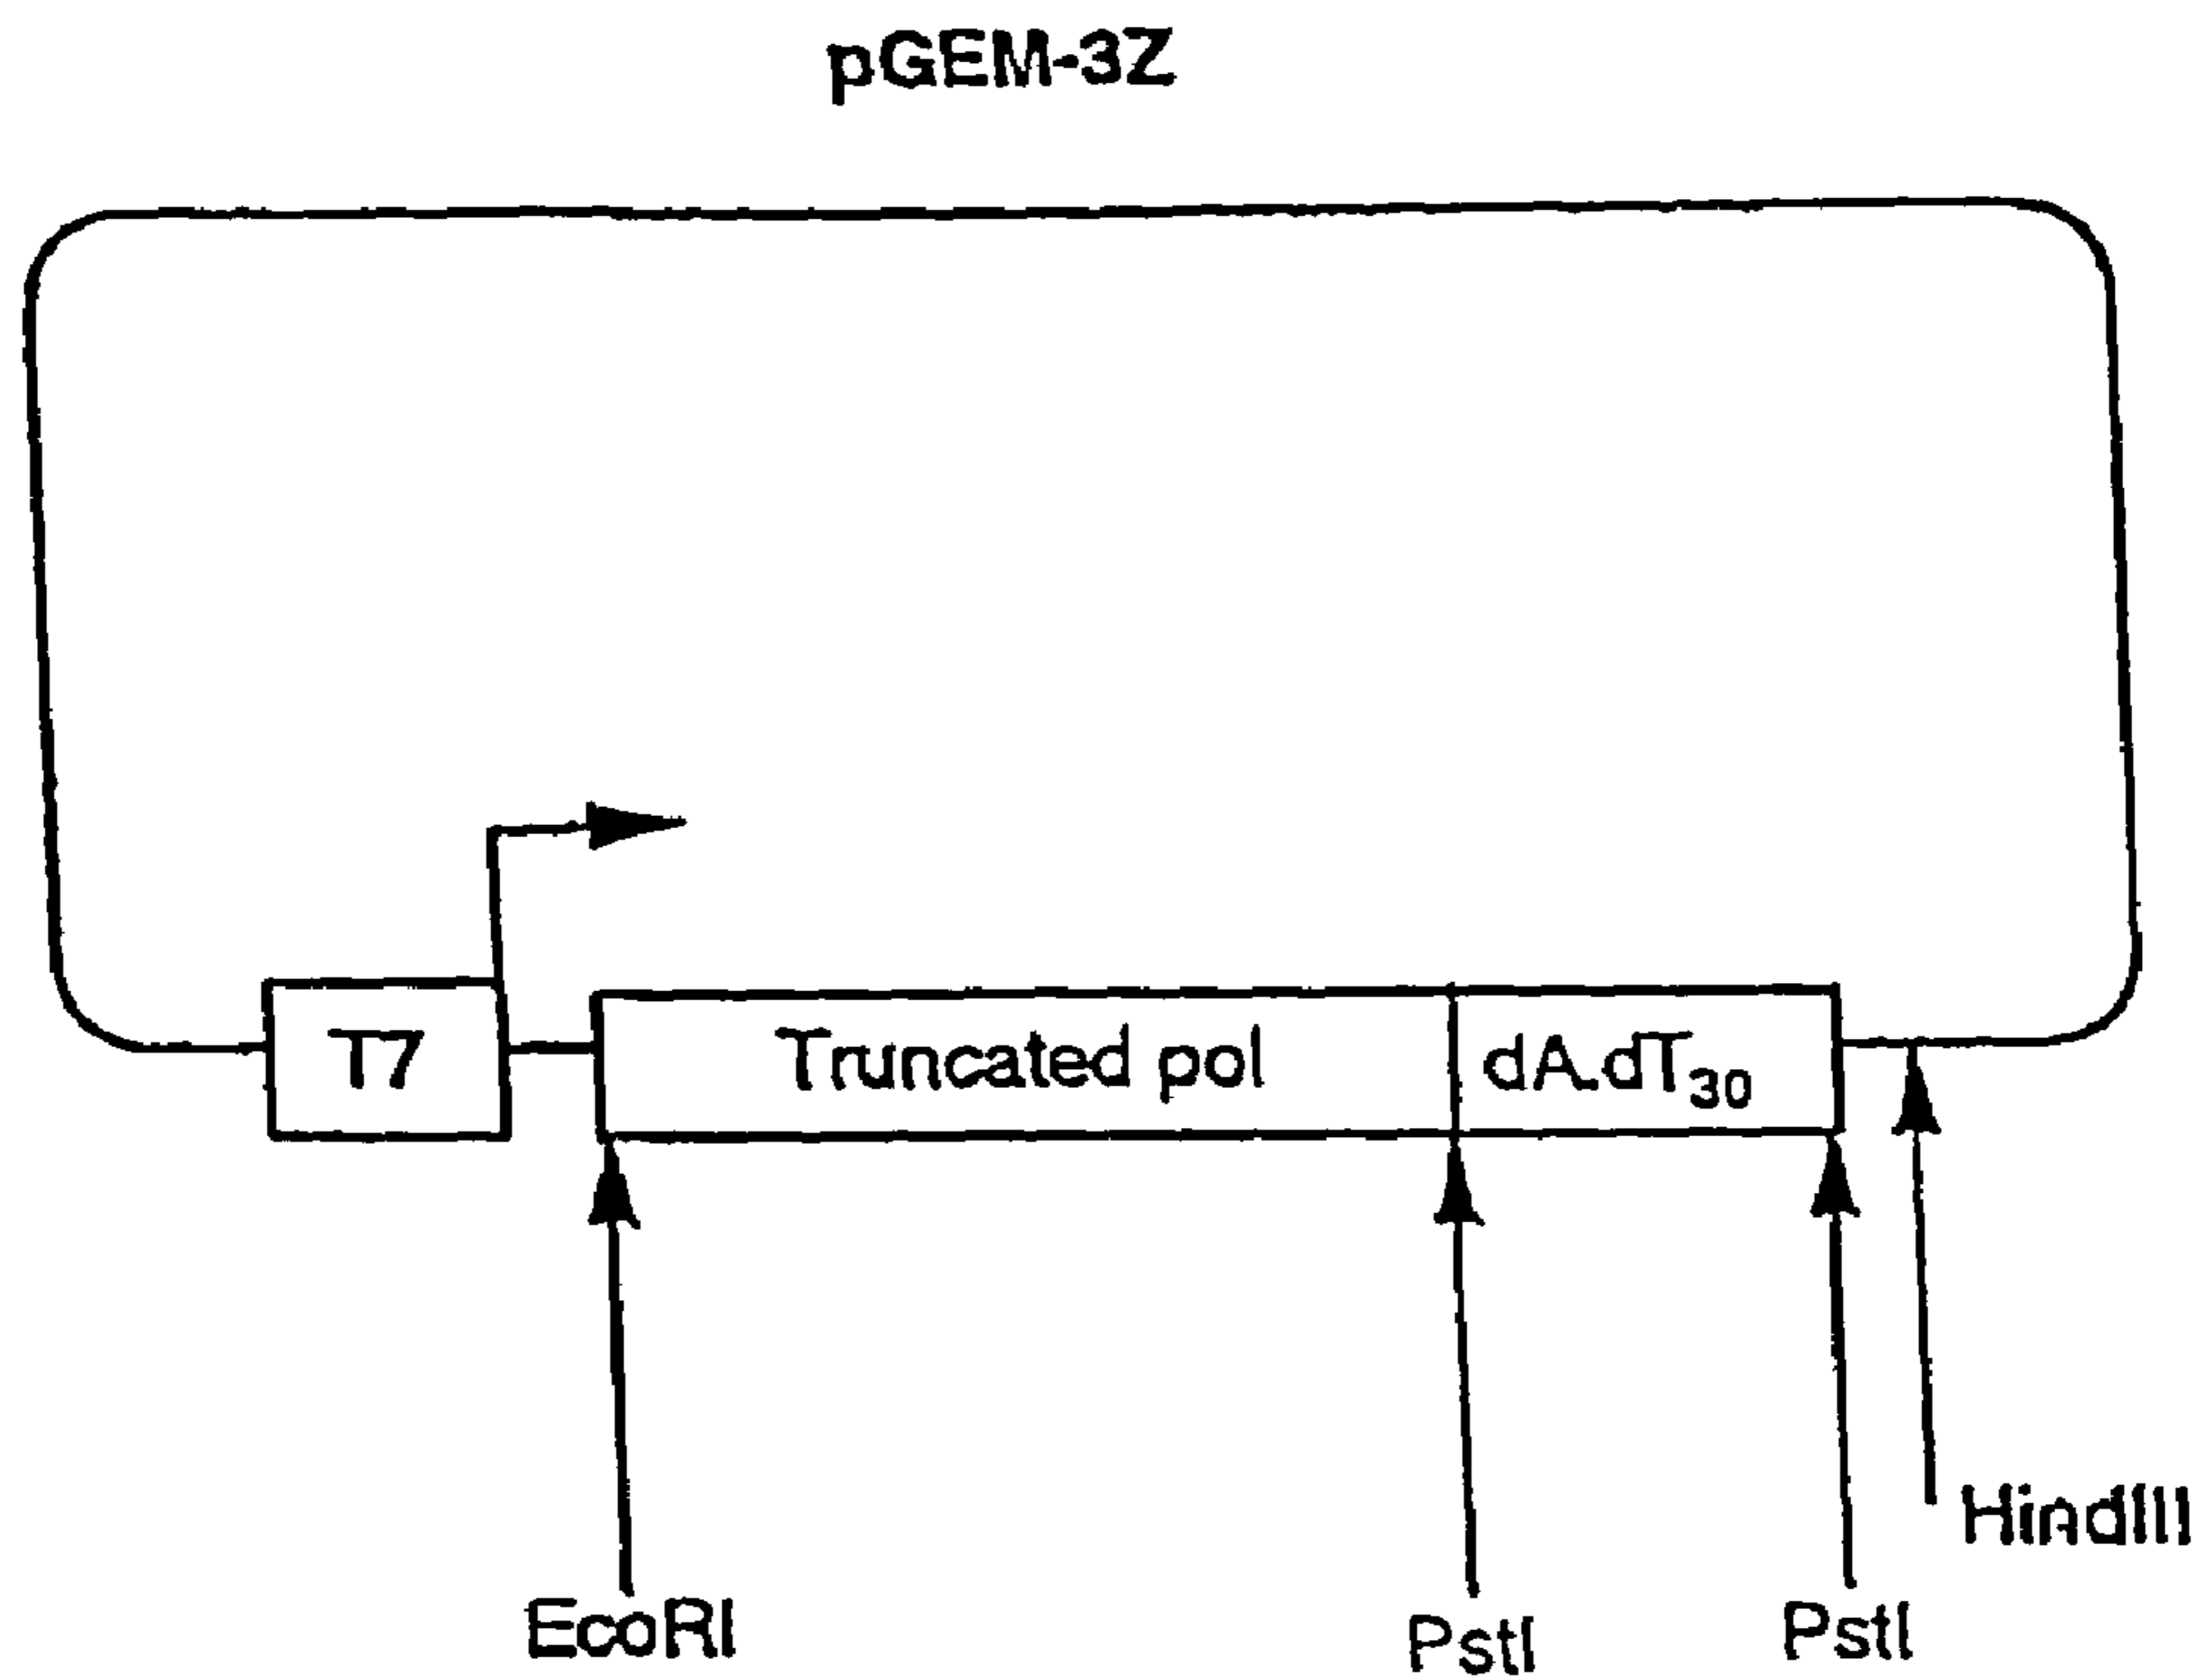 pGEM-3Z
T7
Truncated pol
dA.dT30
HindIII
EcoRI
PstI
PstI